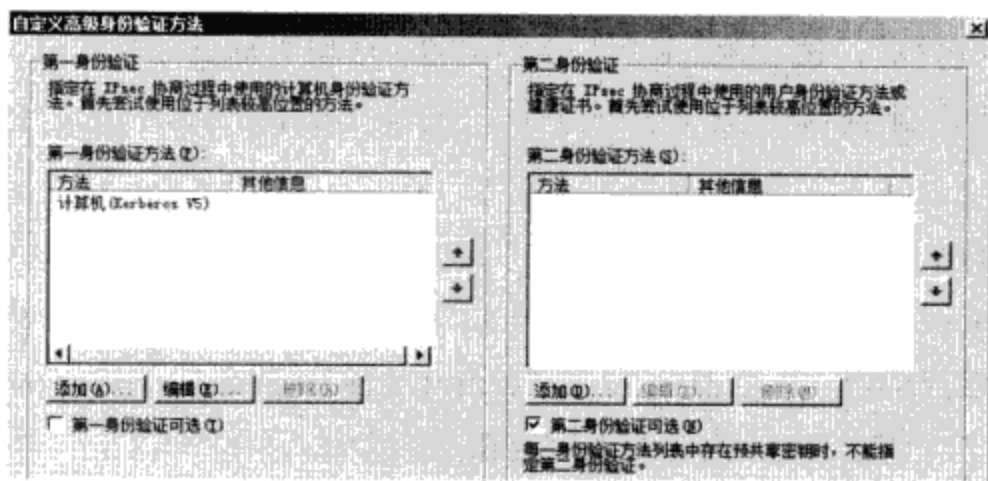 自定义高级身份验证方法
第一身份验证
指定在 IPsec 协商过程中使用的计算机身份验证方
法。首先尝试使用位于列表较高位置的方法。
第一身份验证方法(F):
方法 其他信息
计算机(Kerberos V5)
添加(A)... 编辑(E)... 删除(R)
第一身份验证可选(T)
第二身份验证
指定在 IPsec 协商过程中使用的用户身份验证方法或
健康证书。首先尝试使用位于列表较高位置的方法。
第二身份验证方法(S):
方法 其他信息
添加(D)... 编辑(I)... 删除(M)
第二身份验证可选(N)
每一身份验证方法列表中存在预共享密钥时，不能指
定第二身份验证。